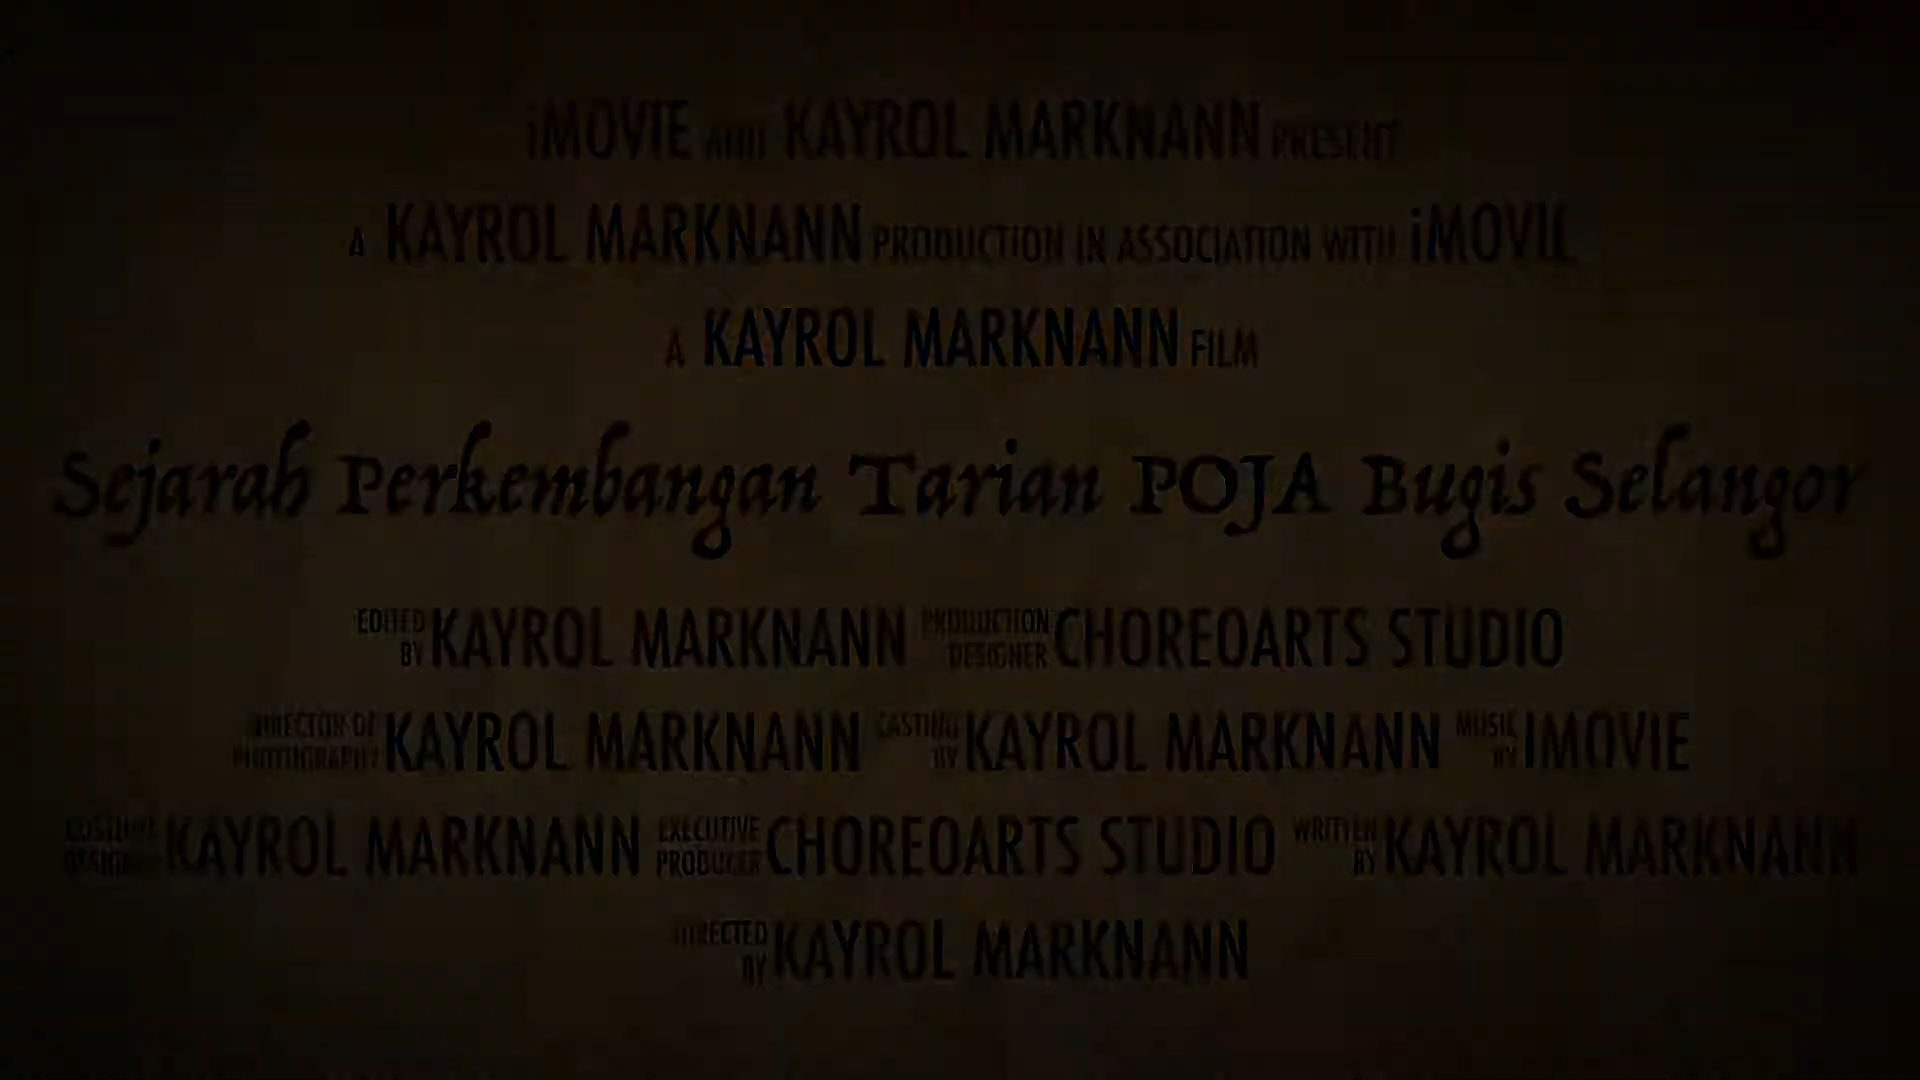 iMOVIE AND KAYROL MARKNANN PRESENT
A KAYROL MARKNANN PRODUCTION IN ASSOCIATION WITH iMOVIE
A KAYROL MARKNANN FILM
Sejarah Perkembangan Tarian POJA Bugis Selangor
EDITED BY KAYROL MARKNANN PRODUCTION DESIGNER CHOREOARTS STUDIO
DIRECTOR OF PHOTOGRAPHY KAYROL MARKNANN CASTING BY KAYROL MARKNANN MUSIC BY IMOVIE
COSTUME DESIGNER KAYROL MARKNANN EXECUTIVE PRODUCER CHOREOARTS STUDIO WRITTEN BY KAYROL MARKNANN
DIRECTED BY KAYROL MARKNANN